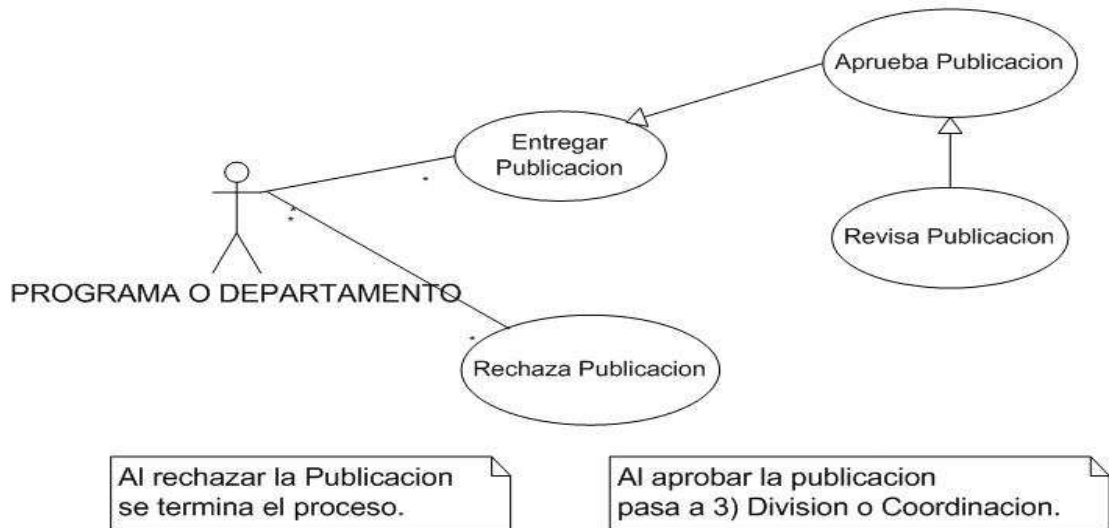 Aprueba Publicacion
Entregar
Publicacion
*
*
*
Revisa Publicacion
PROGRAMA O DEPARTAMENTO
*
Rechaza Publicacion
Al rechazar la Publicacion
se termina el proceso.
Al aprobar la publicacion
pasa a 3) Division o Coordinacion.